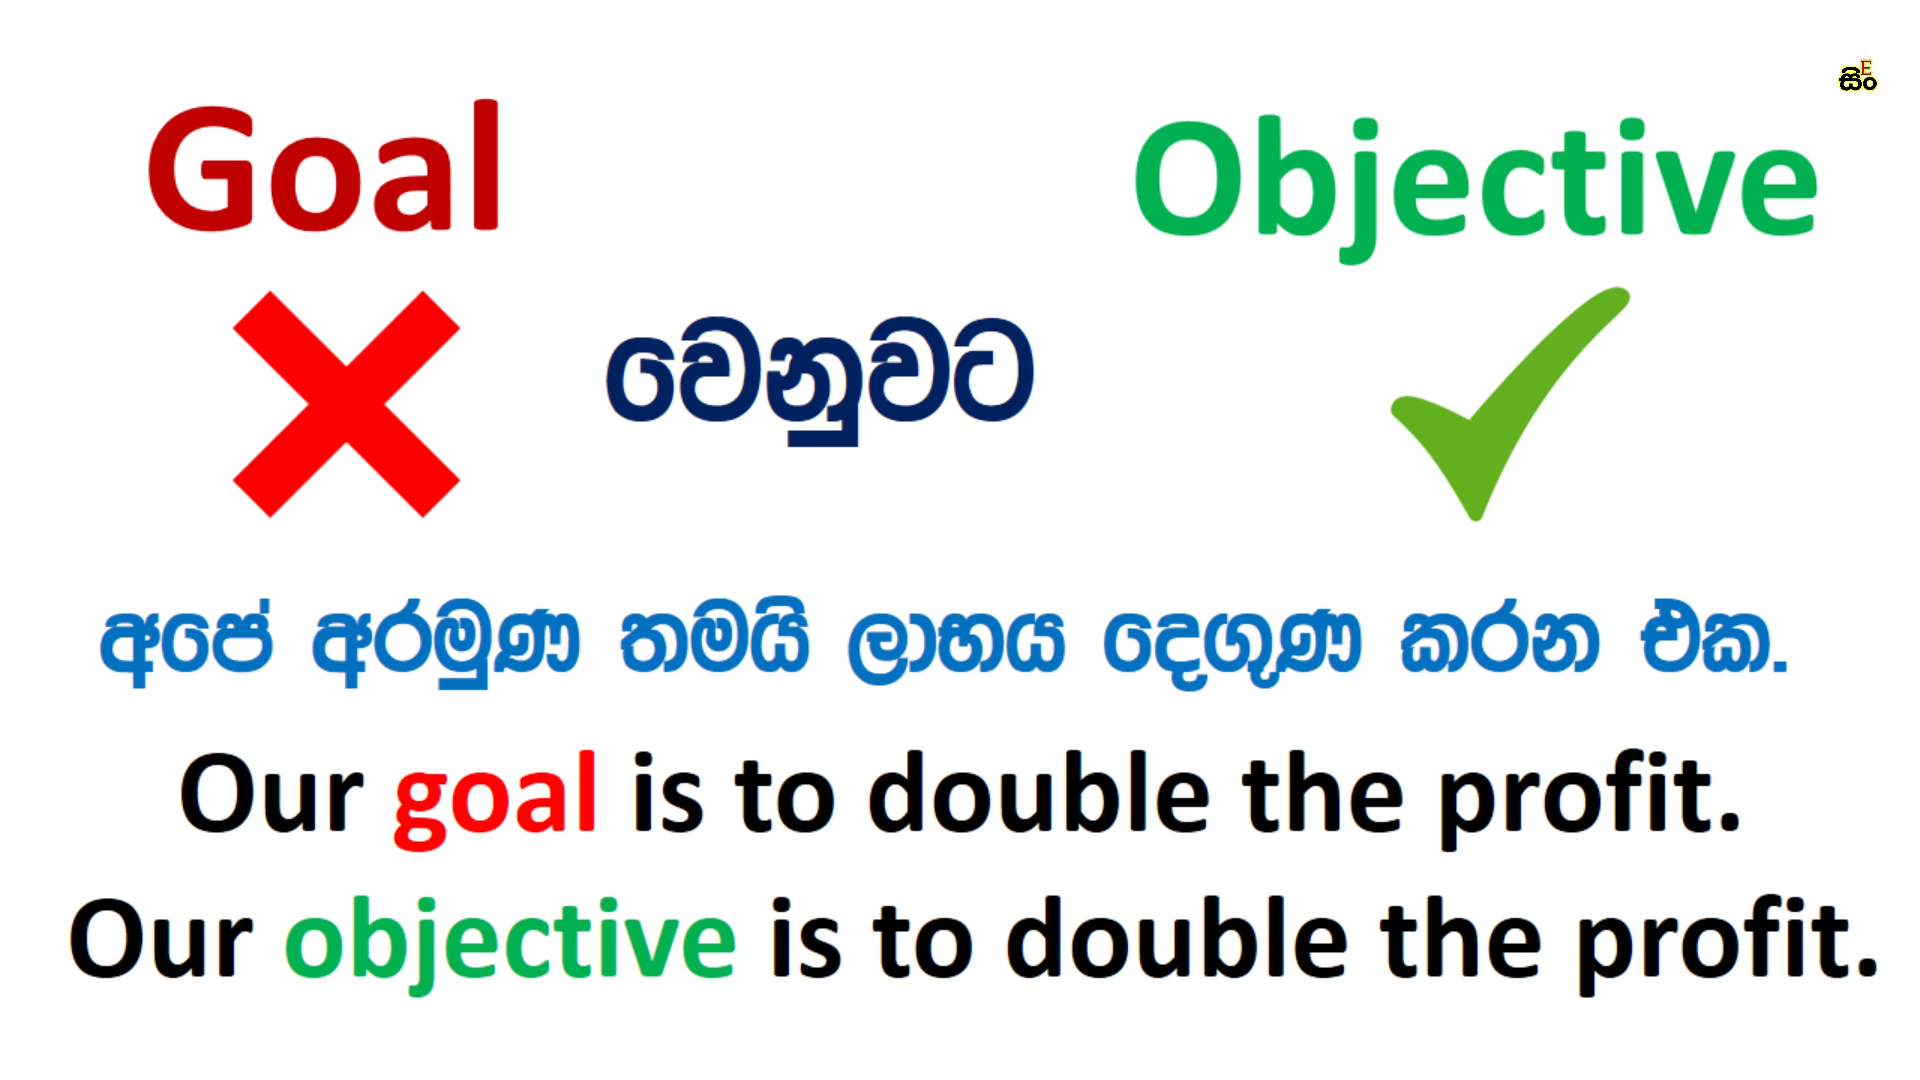 සිංE
Goal Objective
වෙනුවට
අපේ අරමුණ තමයි ලාභය දෙගුණ කරන එක.
Our goal is to double the profit.
Our objective is to double the profit.